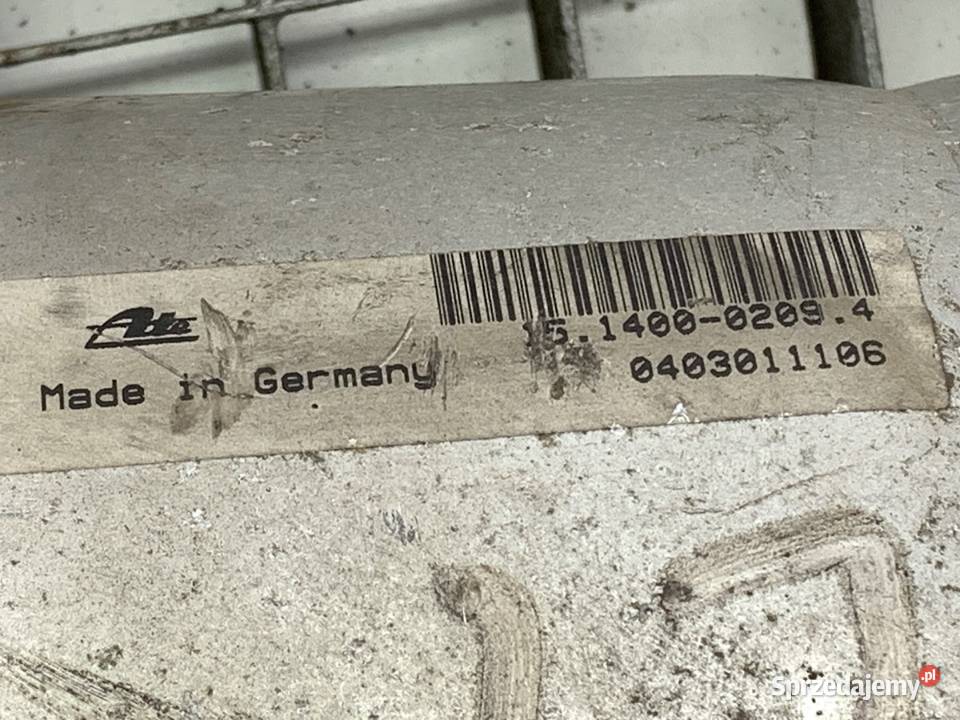 Ate
15.1400-0209.4
Made in Germany
0403011106
Sprzedajemy.pl